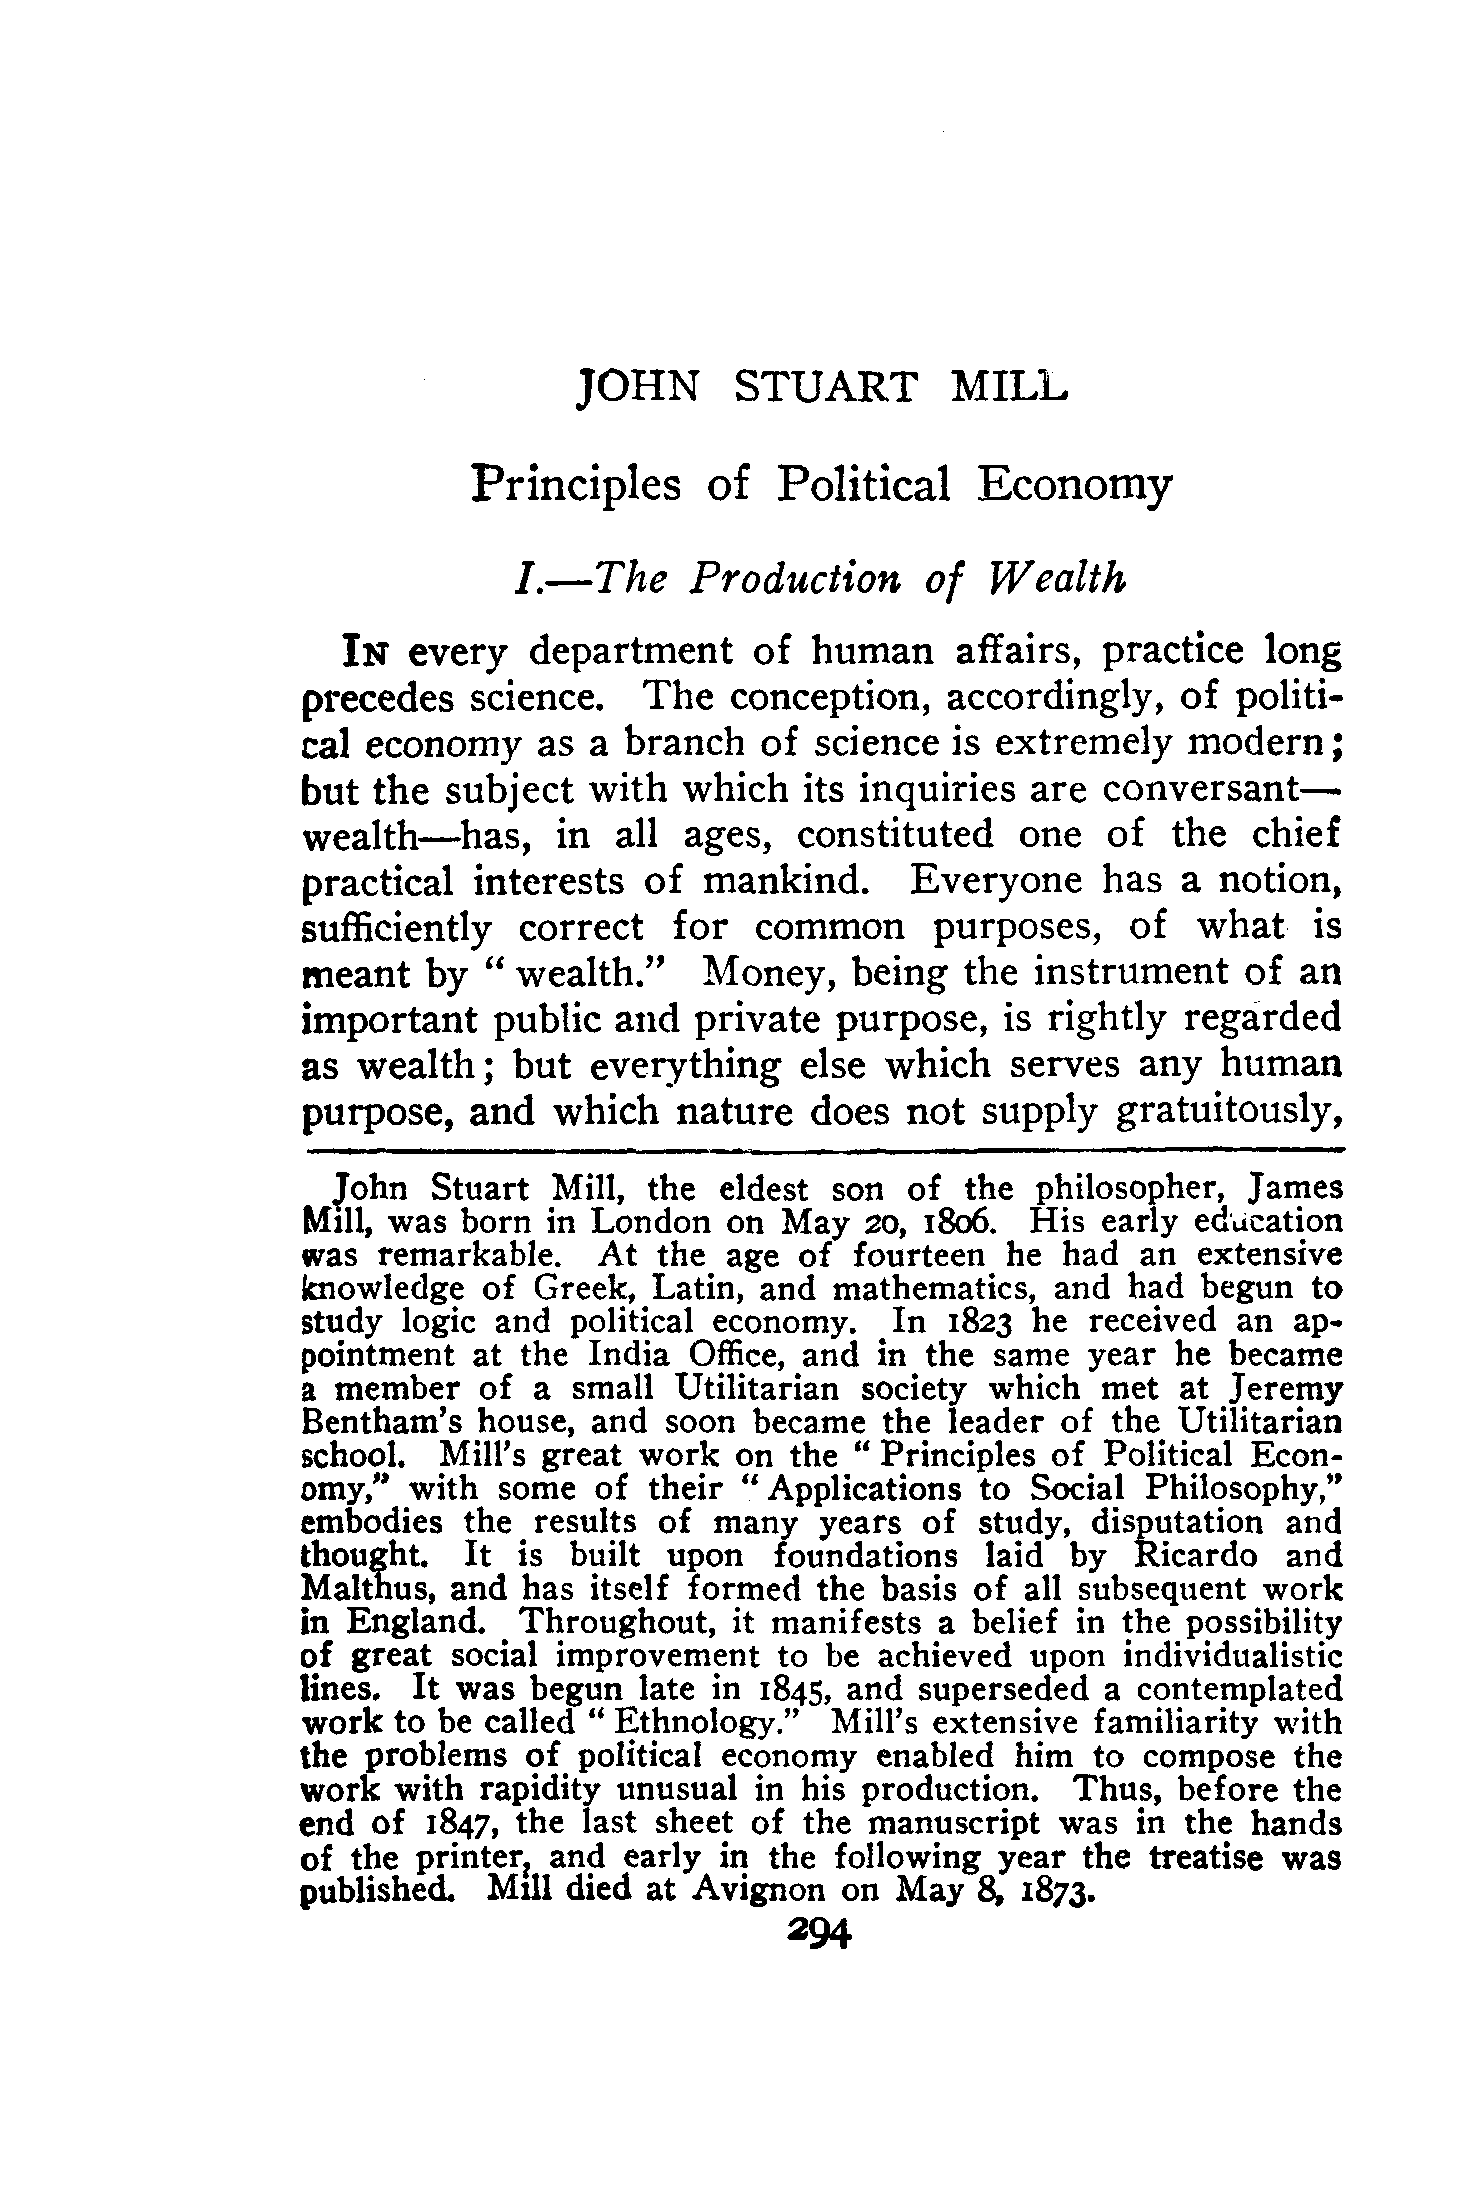 JOHN STUART MILL
Principles of Political Economy
I.—The Production of Wealth
IN every department of human affairs, practice long
precedes science. The conception, accordingly, of politi-
cal economy as a branch of science is extremely modern;
but the subject with which its inquiries are conversant—
wealth—has, in all ages, constituted one of the chief
practical interests of mankind. Everyone has a notion,
sufficiently correct for common purposes, of what is
meant by “ wealth.” Money, being the instrument of an
important public and private purpose, is rightly regarded
as wealth; but everything else which serves any human
purpose, and which nature does not supply gratuitously,
John Stuart Mill, the eldest son of the philosopher, James
Mill, was born in London on May 20, 1806. His early education
was remarkable. At the age of fourteen he had an extensive
knowledge of Greek, Latin, and mathematics, and had begun to
study logic and political economy. In 1823 he received an ap-
pointment at the India Office, and in the same year he became
a member of a small Utilitarian society which met at Jeremy
Bentham's house, and soon became the leader of the Utilitarian
school. Mill's great work on the “ Principles of Political Econ-
omy,” with some of their “ Applications to Social Philosophy,”
embodies the results of many years of study, disputation and
thought. It is built upon foundations laid by Ricardo and
Malthus, and has itself formed the basis of all subsequent work
in England. Throughout, it manifests a belief in the possibility
of great social improvement to be achieved upon individualistic
lines. It was begun late in 1845, and superseded a contemplated
work to be called “ Ethnology.” Mill's extensive familiarity with
the problems of political economy enabled him to compose the
work with rapidity unusual in his production. Thus, before the
end of 1847, the last sheet of the manuscript was in the hands
of the printer, and early in the following year the treatise was
published. Mill died at Avignon on May 8, 1873.
294